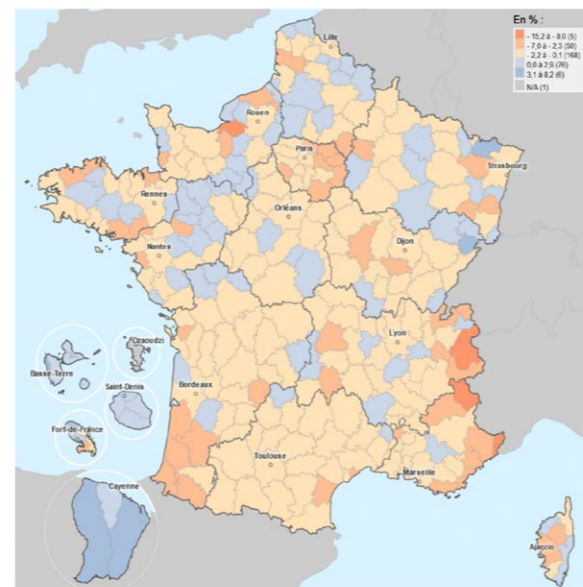 En % :
- 15,2 à - 8,0 (5)
- 7,0 à - 2,3 (50)
- 2,2 à - 0,1 (168)
0,0 à 2,9 (76)
3,1 à 8,2 (6)
N/A (1)
Lille
Rouen
Paris
Strasbourg
Rennes
Orléans
Nantes
Dijon
Lyon
Dzaoudzi
Basse-Terre
Saint-Denis
Bordeaux
Fort-de-France
Toulouse
Marseille
Cayenne
Ajaccio